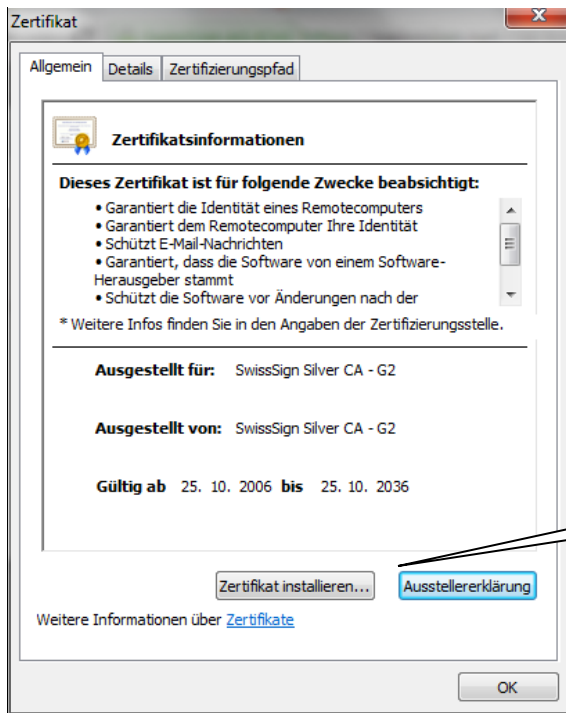 Zertifikat
Allgemein Details Zertifizierungspfad
Zertifikatsinformationen
Dieses Zertifikat ist für folgende Zwecke beabsichtigt:
• Garantiert die Identität eines Remotecomputers
• Garantiert dem Remotecomputer Ihre Identität
• Schützt E-Mail-Nachrichten
• Garantiert, dass die Software von einem Software-
Herausgeber stammt
• Schützt die Software vor Änderungen nach der
* Weitere Infos finden Sie in den Angaben der Zertifizierungsstelle.
Ausgestellt für: SwissSign Silver CA - G2
Ausgestellt von: SwissSign Silver CA - G2
Gültig ab 25. 10. 2006 bis 25. 10. 2036
Zertifikat installieren... Ausstellererklärung
Weitere Informationen über Zertifikate
OK